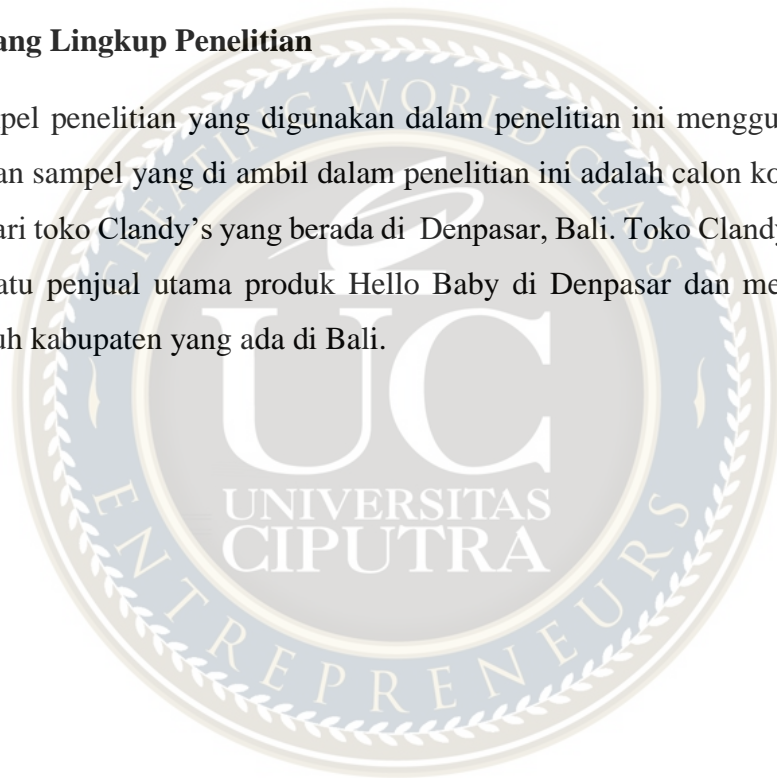 ang Lingkup Penelitian
pel penelitian yang digunakan dalam penelitian ini menggu
an sampel yang di ambil dalam penelitian ini adalah calon ko
ari toko Clandy's yang berada di Denpasar, Bali. Toko Clandy
atu penjual utama produk Hello Baby di Denpasar dan me
uh kabupaten yang ada di Bali.
CREATING WORLD CLASS
UC
UNIVERSITAS
CIPUTRA
ENTREPRENEURS